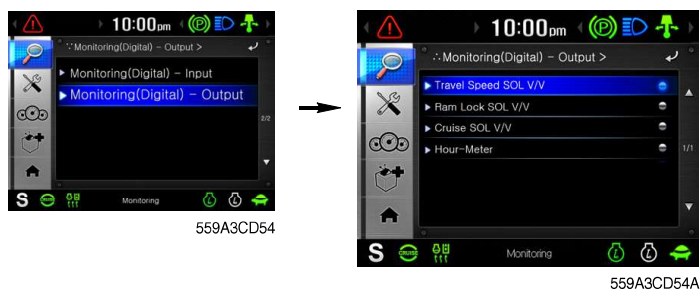 10:00pm
(P)
∴Monitoring(Digital) – Output >
▶ Monitoring(Digital) – Input
▶ Monitoring(Digital) – Output
2/2
S
CRUISE
Monitoring
L
L
559A3CD54
10:00pm
(P)
∴Monitoring(Digital) – Output >
▶ Travel Speed SOL V/V
▶ Ram Lock SOL V/V
▶ Cruise SOL V/V
▶ Hour-Meter
1/1
S
CRUISE
Monitoring
L
L
559A3CD54A